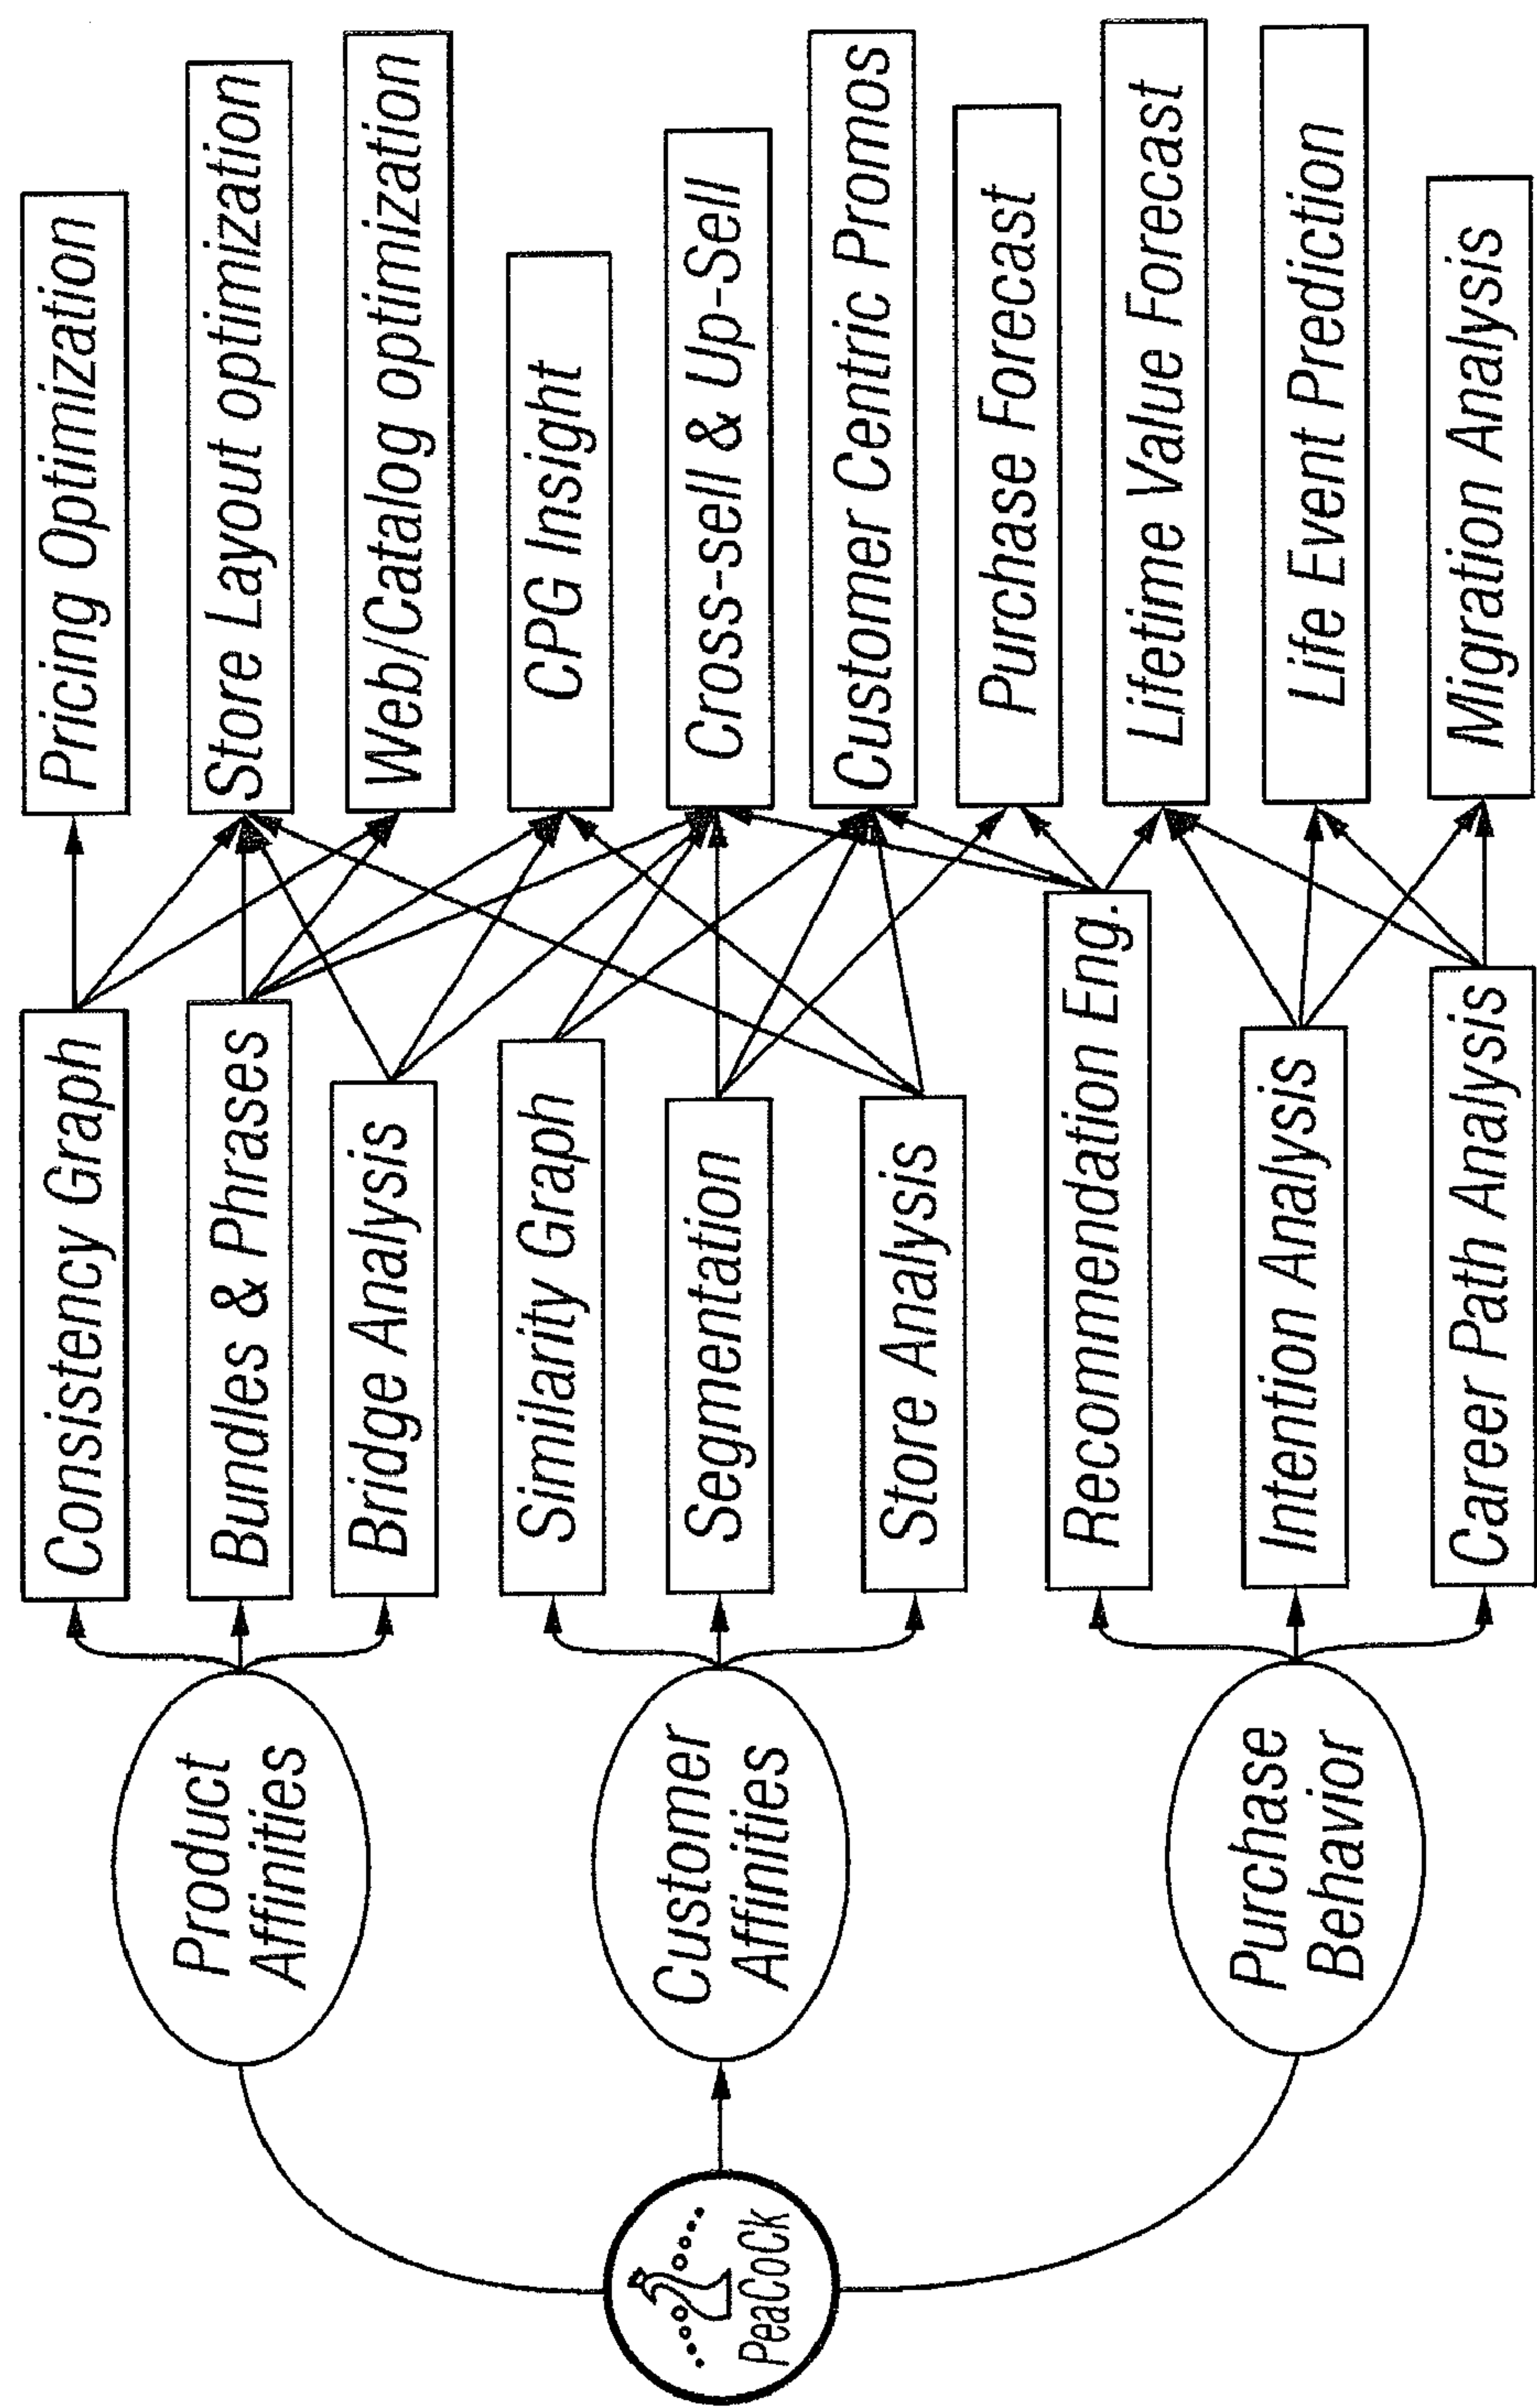 PeaCoCk
Product
Affinities
Customer
Affinities
Purchase
Behavior
Consistency Graph
Bundles & Phrases
Bridge Analysis
Similarity Graph
Segmentation
Store Analysis
Recommendation Eng.
Intention Analysis
Career Path Analysis
Pricing Optimization
Store Layout optimization
Web/Catalog optimization
CPG Insight
Cross-sell & Up-Sell
Customer Centric Promos
Purchase Forecast
Lifetime Value Forecast
Life Event Prediction
Migration Analysis